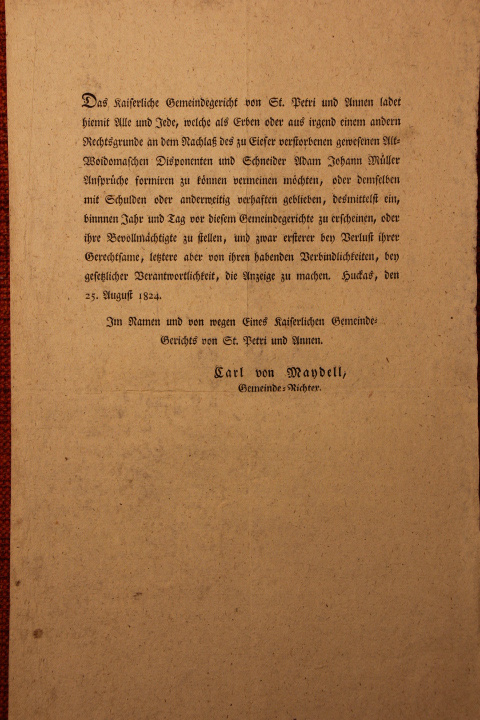 Das Kaiserliche Gemeindegericht von St. Petri und Annen ladet
hiemit Alle und Jede, welche als Erben oder aus irgend einem andern
Rechtsgrunde an dem Nachlaß des zu Eiefer verstorbenen gewesenen Alt-
Woidomaschen Disponenten und Schneider Adam Johann Müller
Ansprüche formiren zu können vermeinen möchten, oder demselben
mit Schulden oder anderweitig verhaften geblieben, desmittelst ein,
binnnen Jahr und Tag vor diesem Gemeindegerichte zu erscheinen, oder
ihre Bevollmächtigte zu stellen, und zwar ersterer bey Verlust ihrer
Gerechtsame, letztere aber von ihren habenden Verbindlichkeiten, bey
gesetzlicher Verantwortlichkeit, die Anzeige zu machen. Huckas, den
25. August 1824.
Im Namen und von wegen Eines Kaiserlichen Gemeinde-
Gerichts von St. Petri und Annen.
Carl von Maydell,
Gemeinde-Richter.